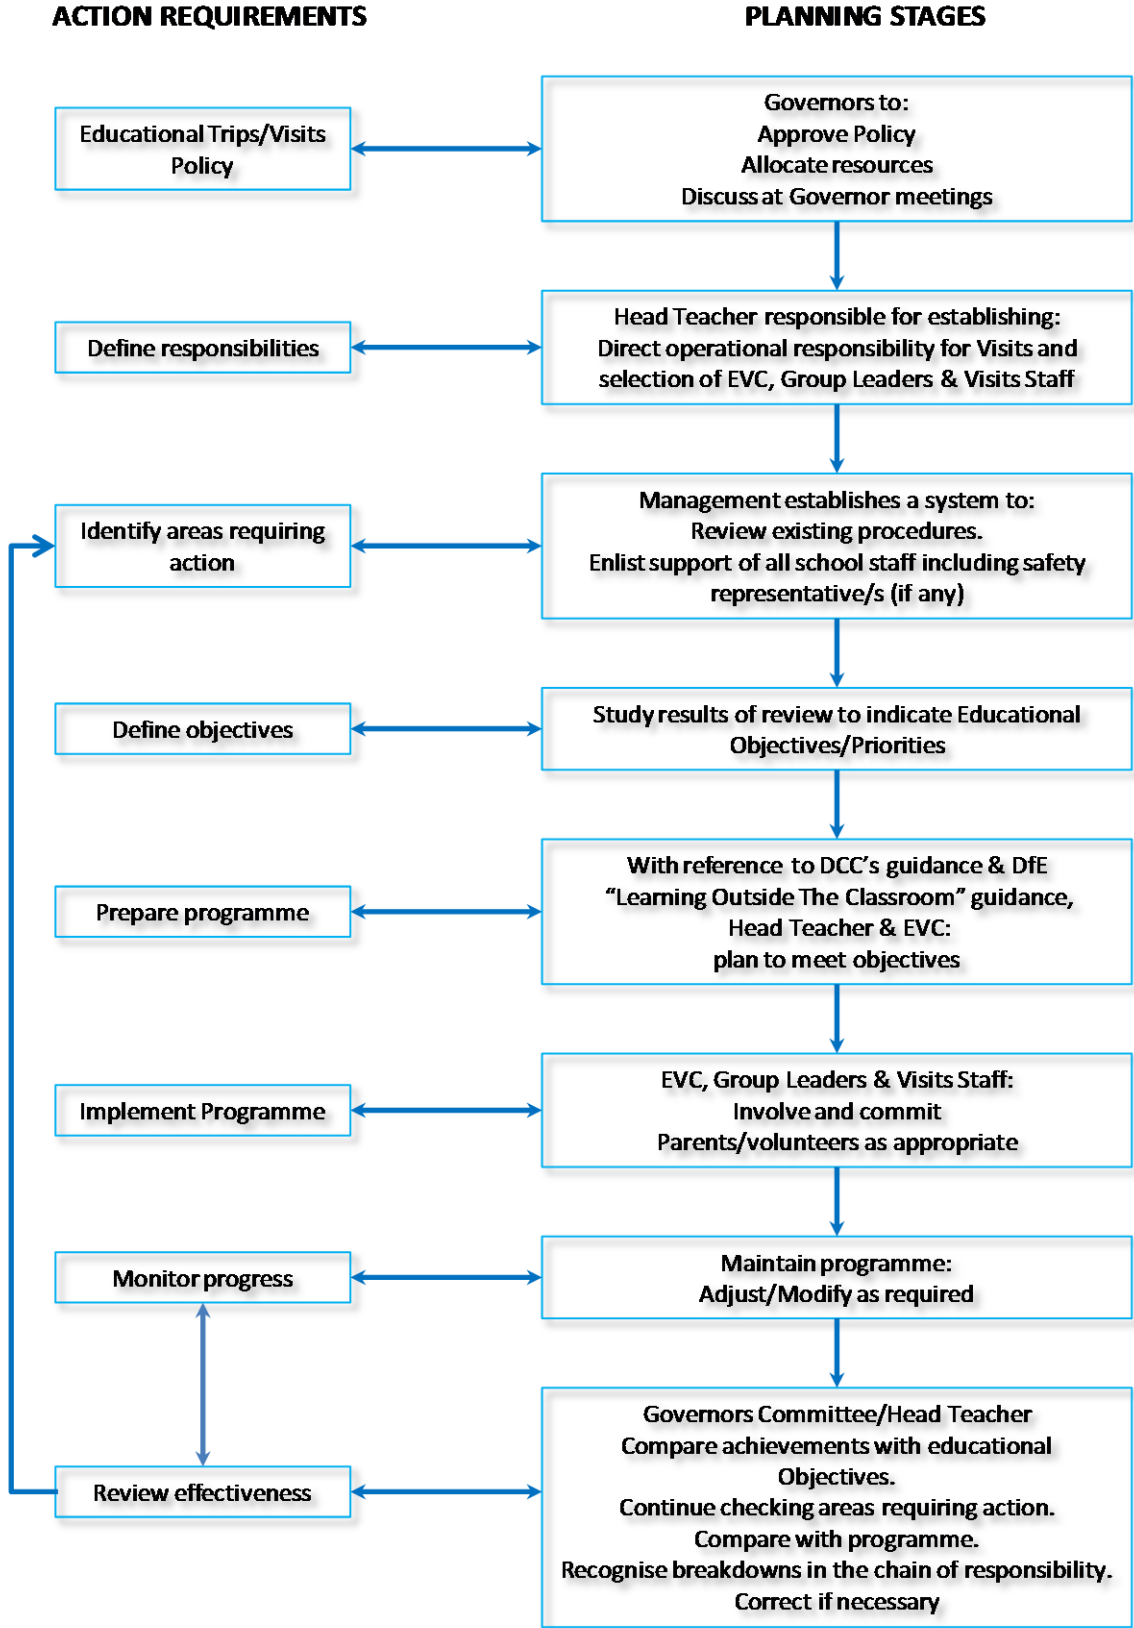 ACTION REQUIREMENTS
PLANNING STAGES
Educational Trips/Visits
Policy
Governors to:
Approve Policy
Allocate resources
Discuss at Governor meetings
Define responsibilities
Head Teacher responsible for establishing:
Direct operational responsibility for Visits and
selection of EVC, Group Leaders & Visits Staff
Identify areas requiring
action
Management establishes a system to:
Review existing procedures.
Enlist support of all school staff including safety
representative/s (if any)
Define objectives
Study results of review to indicate Educational
Objectives/Priorities
Prepare programme
With reference to DCC's guidance & DfE
“Learning Outside The Classroom” guidance,
Head Teacher & EVC:
plan to meet objectives
Implement Programme
EVC, Group Leaders & Visits Staff:
Involve and commit
Parents/volunteers as appropriate
Monitor progress
Maintain programme:
Adjust/Modify as required
Review effectiveness
Governors Committee/Head Teacher
Compare achievements with educational
Objectives.
Continue checking areas requiring action.
Compare with programme.
Recognise breakdowns in the chain of responsibility.
Correct if necessary